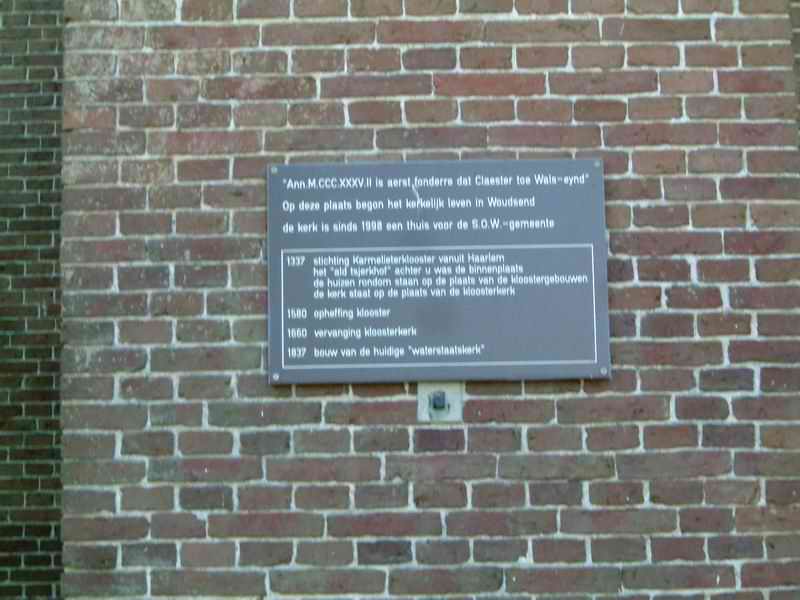 "Ann.M.CCC.XXXV.II is aerst fonderre dat Claester toe Wals-eynd"
Op deze plaats begon het kerkelijk leven in Woudsend
de kerk is sinds 1998 een thuis voor de S.O.W.-gemeente
1337 stichting Karmelieterklooster vanuit Haarlem
het "ald tsjerkhof" achter u was de binnenplaats
de huizen rondom staan op de plaats van de kloostergebouwen
de kerk staat op de plaats van de kloosterkerk
1580 opheffing klooster
1660 vervanging kloosterkerk
1837 bouw van de huidige "waterstaatskerk"